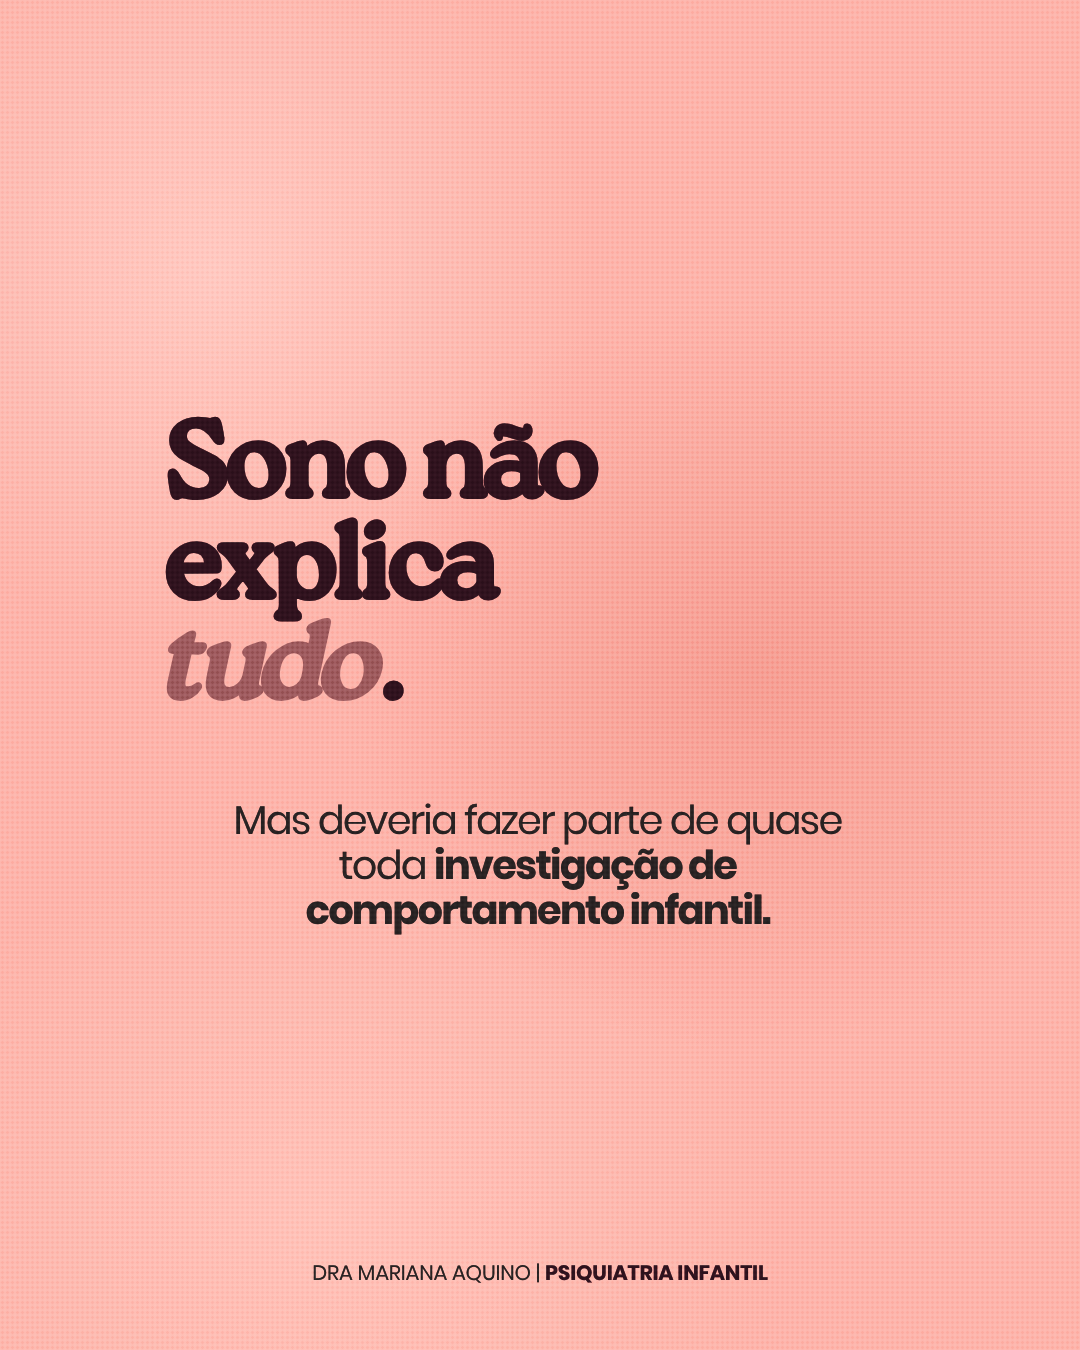 Sono não
explica
tudo.
Mas deveria fazer parte de quase
toda investigação de
comportamento infantil.
DRA MARIANA AQUINO | PSIQUIATRIA INFANTIL